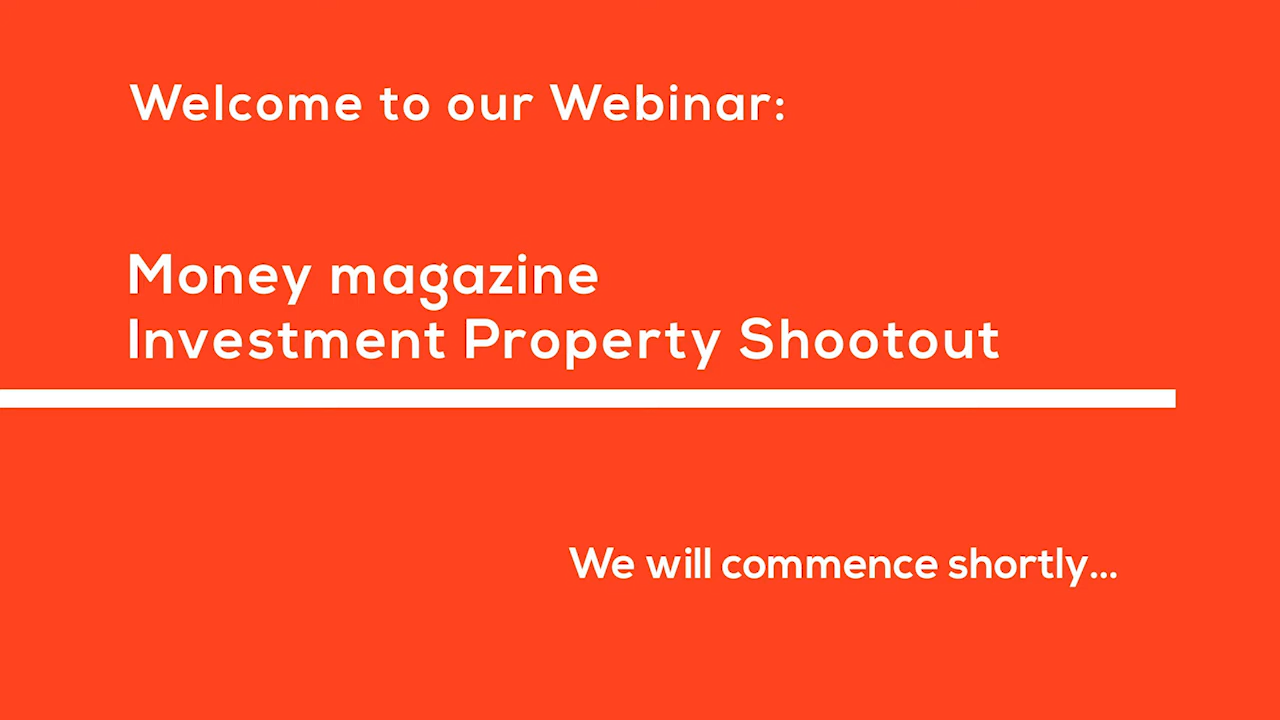 Welcome to our Webinar:
Money magazine
Investment Property Shootout
We will commence shortly...